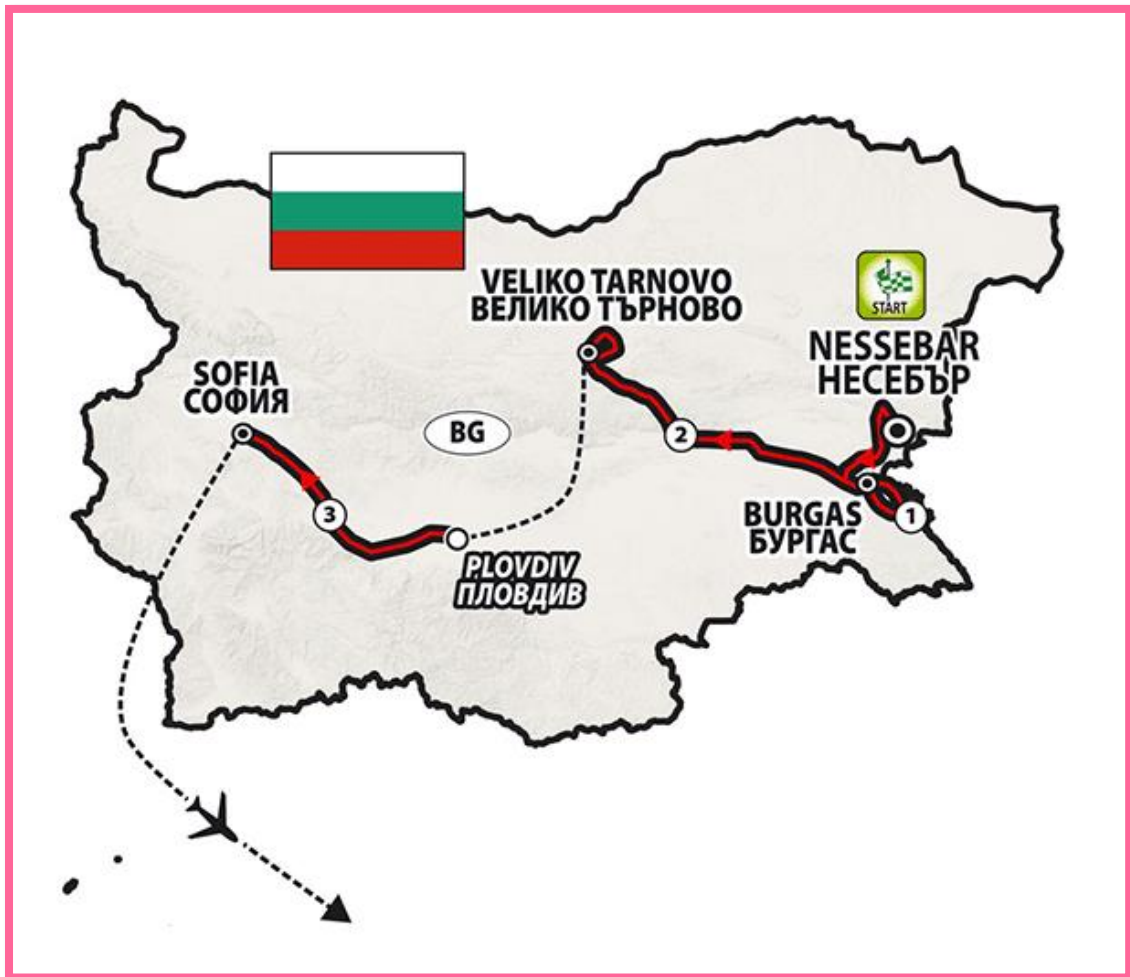 VELIKO TARNOVO
ВЕЛИКО ТЪРНОВО
START
NESSEBAR
НЕСЕБЪР
SOFIA
СОФИЯ
BG
2
3
BURGAS
БУРГАС
1
PLOVDIV
ПЛОВДИВ